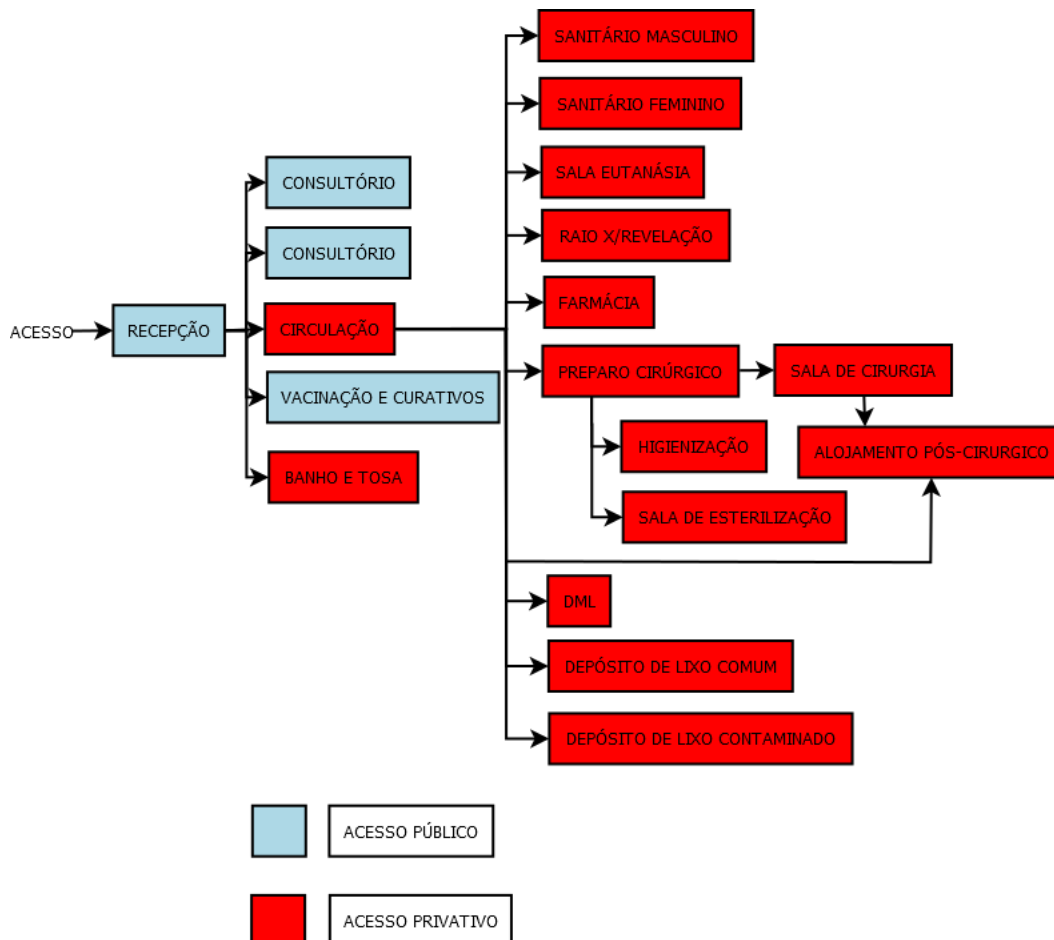 SANITÁRIO MASCULINO
SANITÁRIO FEMININO
CONSULTÓRIO
SALA EUTANÁSIA
CONSULTÓRIO
RAIO X/REVELAÇÃO
FARMÁCIA
ACESSO
RECEPÇÃO
CIRCULAÇÃO
PREPARO CIRÚRGICO
SALA DE CIRURGIA
VACINAÇÃO E CURATIVOS
HIGIENIZAÇÃO
ALOJAMENTO PÓS-CIRURGICO
BANHO E TOSA
SALA DE ESTERILIZAÇÃO
DML
DEPÓSITO DE LIXO COMUM
DEPÓSITO DE LIXO CONTAMINADO
ACESSO PÚBLICO
ACESSO PRIVATIVO